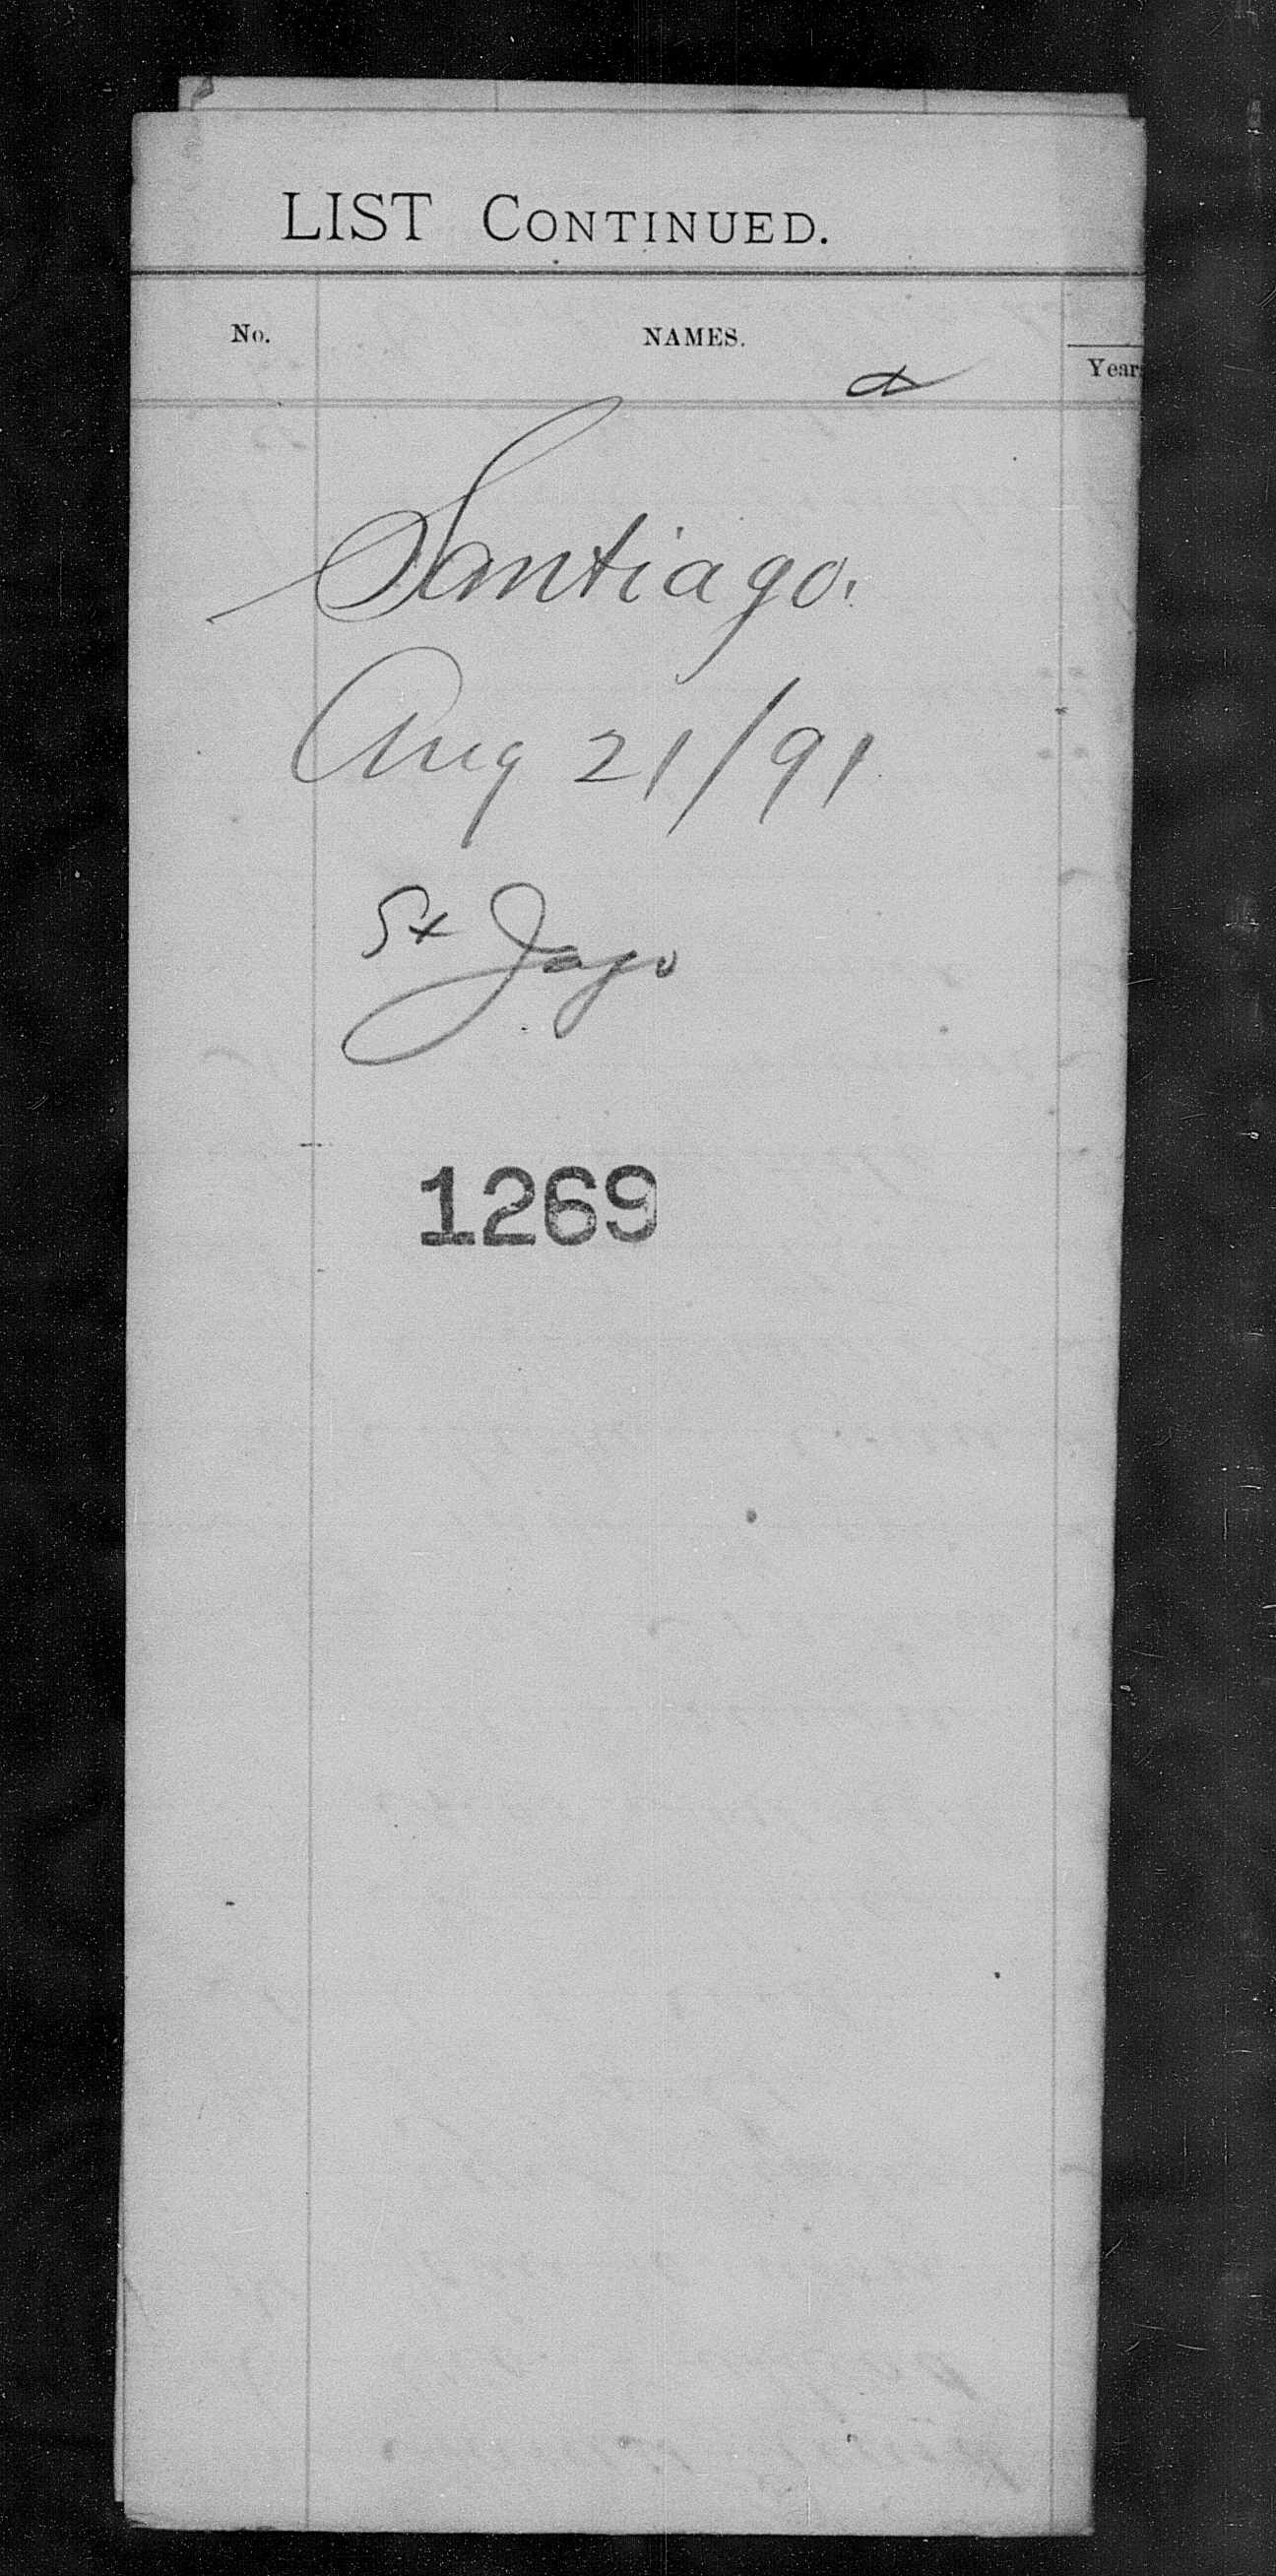 LIST CONTINUED.
No. NAMES. Years
Santiago.
Aug 21/91
St Jago
1269